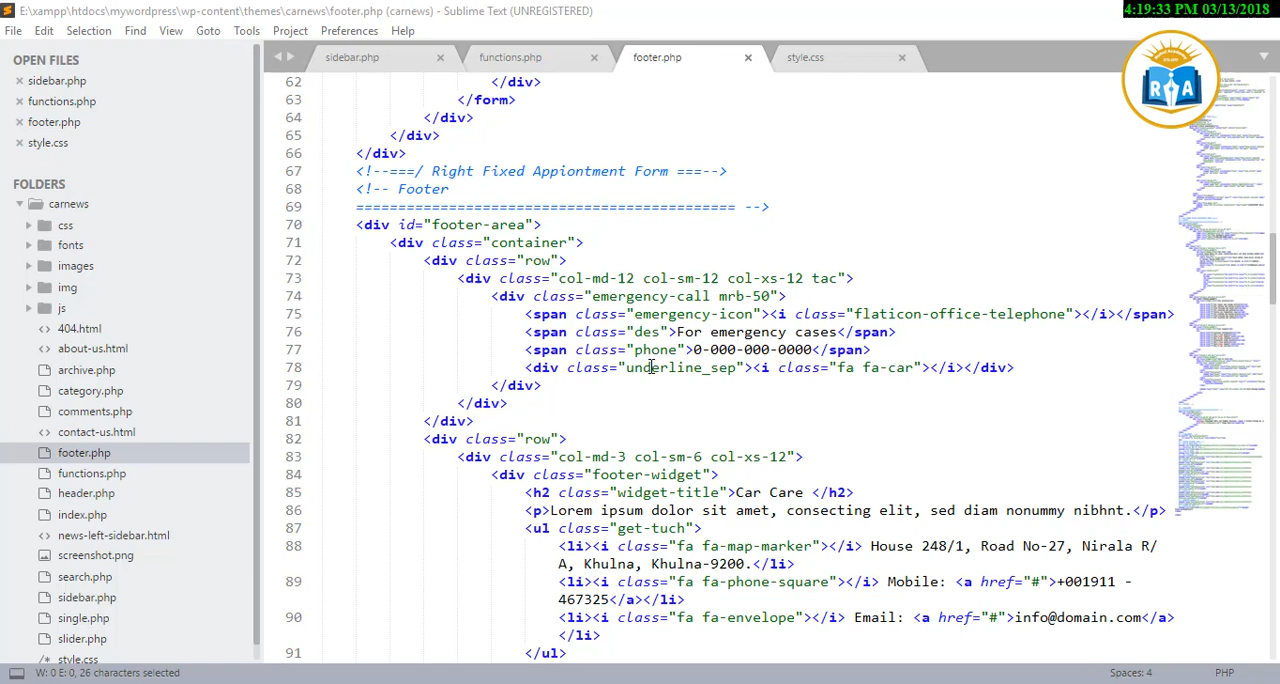 E:\xampp\htdocs\mywordpress\wp-content\themes\carnews\footer.php (carnews) - Sublime Text (UNREGISTERED)
4:19:33 PM 03/13/2018
File Edit Selection Find View Goto Tools Project Preferences Help
OPEN FILES
sidebar.php
functions.php
footer.php
style.css
FOLDERS
carnews
css
fonts
images
img
js
404.html
about-us.html
archive.php
category.php
comments.php
contact-us.html
footer.php
functions.php
header.php
index.php
news-left-sidebar.html
screenshot.png
search.php
sidebar.php
single.php
slider.php
style.css
sidebar.php functions.php footer.php style.css
R A
62 </div>
63 </form>
64 </div>
65 </div>
66 </div>
67 <!--===/ Right Fixed Appiontment Form ===-->
68 <!-- Footer
69 ============================================= -->
70 <div id="footer-area">
71 <div class="container">
72 <div class="row">
73 <div class="col-md-12 col-sm-12 col-xs-12 tac">
74 <div class="emergency-call mrb-50">
75 <span class="emergency-icon"><i class="flaticon-office-telephone"></i></span>
76 <span class="des">For emergency cases</span>
77 <span class="phone">0-000-000-0000</span>
78 <div class="underline_sep"><i class="fa fa-car"></i></div>
79 </div>
80 </div>
81 </div>
82 <div class="row">
83 <div class="col-md-3 col-sm-6 col-xs-12">
84 <div class="footer-widget">
85 <h2 class="widget-title">Car Care </h2>
86 <p>Lorem ipsum dolor sit amet, consecting elit, sed diam nonummy nibhnt.</p>
87 <ul class="get-tuch">
88 <li><i class="fa fa-map-marker"></i> House 248/1, Road No-27, Nirala R/
A, Khulna, Khulna-9200.</li>
89 <li><i class="fa fa-phone-square"></i> Mobile: <a href="#">+001911 -
467325</a></li>
90 <li><i class="fa fa-envelope"></i> Email: <a href="#">info@domain.com</a>
</li>
91 </ul>
W: 0 E: 0, 26 characters selected
Spaces: 4
PHP